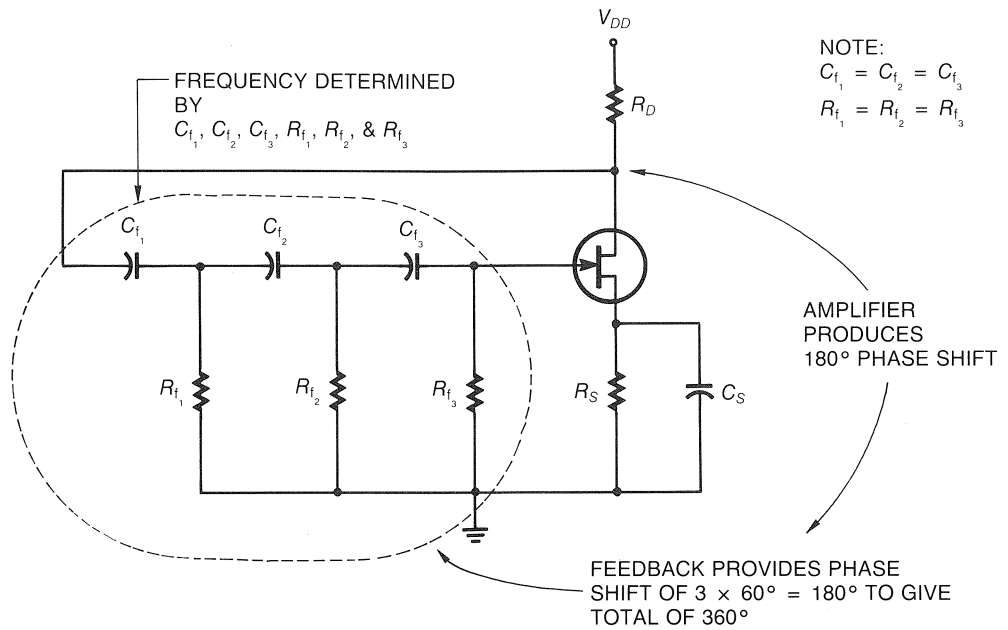 V_DD
NOTE:
C_f₁ = C_f₂ = C_f₃
R_f₁ = R_f₂ = R_f₃
FREQUENCY DETERMINED
BY
C_f₁, C_f₂, C_f₃, R_f₁, R_f₂, & R_f₃
R_D
C_f₁
C_f₂
C_f₃
AMPLIFIER
PRODUCES
180° PHASE SHIFT
R_f₁
R_f₂
R_f₃
R_S
C_S
FEEDBACK PROVIDES PHASE
SHIFT OF 3 × 60° = 180° TO GIVE
TOTAL OF 360°